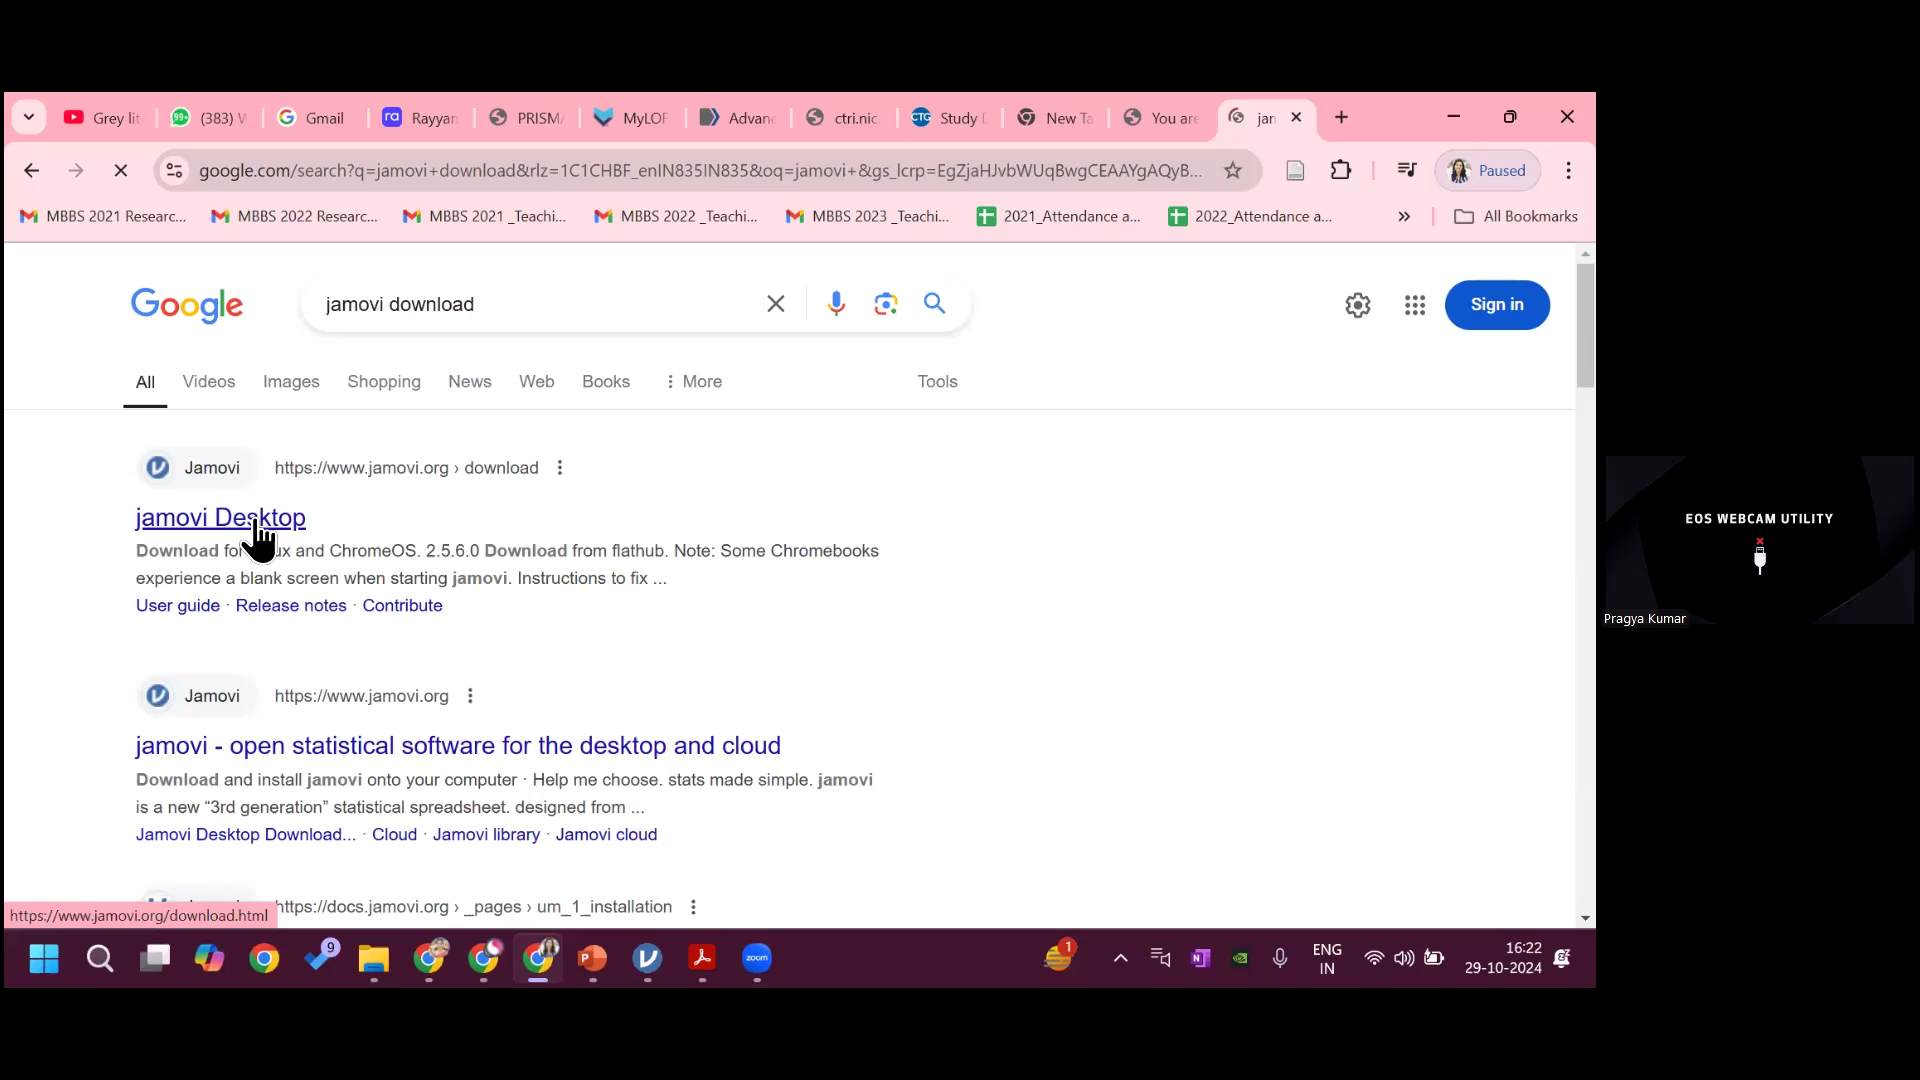 Grey lit
(383) W
Gmail
Rayyan
PRISMA
MyLOF
Advanc
ctri.nic.
CTG Study D
New Ta
You are
jan
google.com/search?q=jamovi+download&rlz=1C1CHBF_enIN835IN835&oq=jamovi+&gs_lcrp=EgZjaHJvbWUqBwgCEAAYgAQyB...
Paused
MBBS 2021 Researc...
MBBS 2022 Researc...
MBBS 2021 _Teachi...
MBBS 2022 _Teachi...
MBBS 2023 _Teachi...
2021_Attendance a...
2022_Attendance a...
All Bookmarks
Google
jamovi download
Sign in
All
Videos
Images
Shopping
News
Web
Books
More
Tools
Jamovi
https://www.jamovi.org › download
jamovi Desktop
Download for ux and ChromeOS. 2.5.6.0 Download from flathub. Note: Some Chromebooks
experience a blank screen when starting jamovi. Instructions to fix ...
User guide · Release notes · Contribute
Jamovi
https://www.jamovi.org
jamovi - open statistical software for the desktop and cloud
Download and install jamovi onto your computer · Help me choose. stats made simple. jamovi
is a new “3rd generation” statistical spreadsheet. designed from ...
Jamovi Desktop Download... · Cloud · Jamovi library · Jamovi cloud
https://docs.jamovi.org › _pages › um_1_installation
https://www.jamovi.org/download.html
9
zoom
1
ENG
IN
16:22
29-10-2024
EOS WEBCAM UTILITY
Pragya Kumar